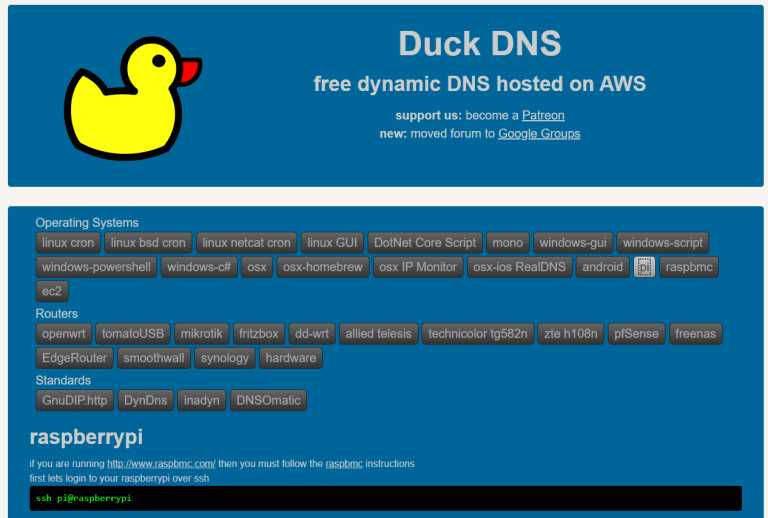 Duck DNS
free dynamic DNS hosted on AWS
support us: become a Patreon
new: moved forum to Google Groups
Operating Systems
linux cron linux bsd cron linux netcat cron linux GUI DotNet Core Script mono windows-gui windows-script
windows-powershell windows-c# osx osx-homebrew osx IP Monitor osx-ios RealDNS android pi raspbmc
ec2
Routers
openwrt tomatoUSB mikrotik fritzbox dd-wrt allied telesis technicolor tg582n zte h108n pfSense freenas
EdgeRouter smoothwall synology hardware
Standards
GnuDIP.http DynDns inadyn DNSOmatic
raspberrypi
if you are running http://www.raspbmc.com/ then you must follow the raspbmc instructions
first lets login to your raspberrypi over ssh
ssh pi@raspberrypi